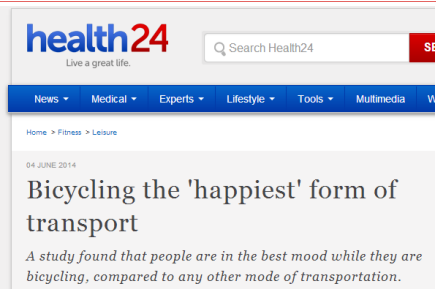 health24
Live a great life.
Search Health24
News Medical Experts Lifestyle Tools Multimedia
Home > Fitness > Leisure
04 JUNE 2014
Bicycling the 'happiest' form of
transport
A study found that people are in the best mood while they are
bicycling, compared to any other mode of transportation.